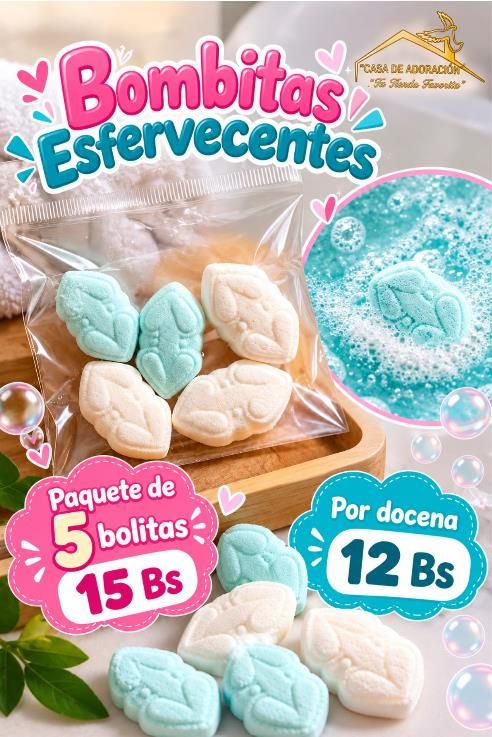 "CASA DE ADORACIÓN"
"Tu Tienda Favorita"
Bombitas
Esfervecentes
Paquete de
5 bolitas
15 Bs
Por docena
12 Bs